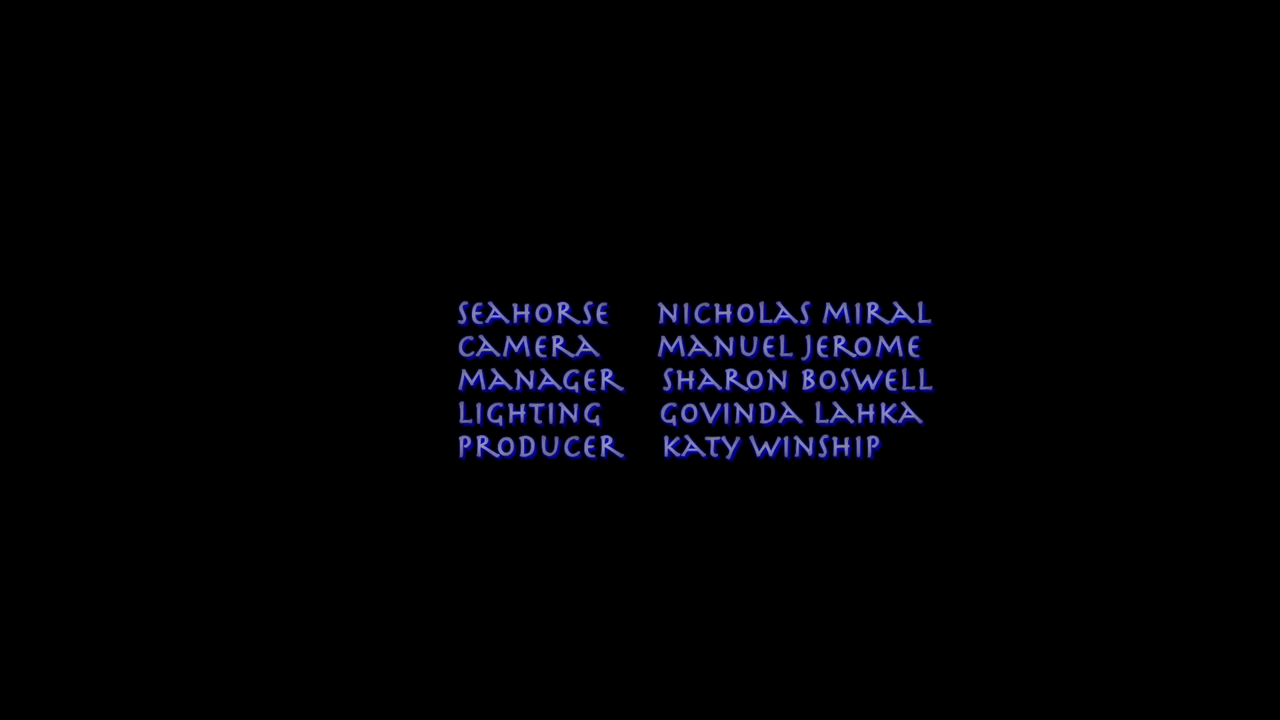 SEAHORSE NICHOLAS MIRAL
CAMERA MANUEL JEROME
MANAGER SHARON BOSWELL
LIGHTING GOVINDA LAHKA
PRODUCER KATY WINSHIP